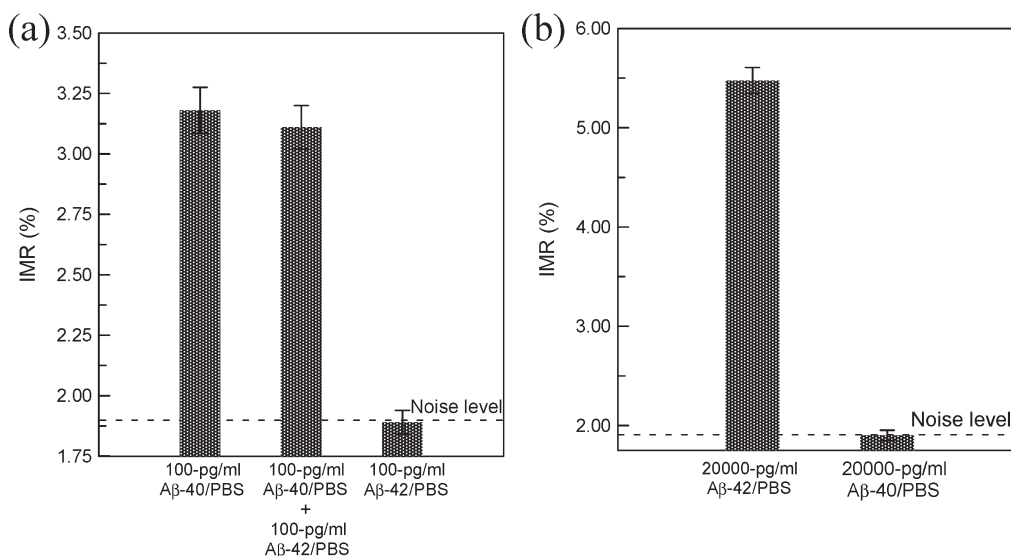 (a)
3.50
3.25
3.00
2.75
2.50
2.25
2.00
1.75
IMR (%)
Noise level
100-pg/ml
Aβ-40/PBS
100-pg/ml
Aβ-40/PBS
+
100-pg/ml
Aβ-42/PBS
100-pg/ml
Aβ-42/PBS
(b)
6.00
5.00
4.00
3.00
2.00
IMR (%)
Noise level
20000-pg/ml
Aβ-42/PBS
20000-pg/ml
Aβ-40/PBS